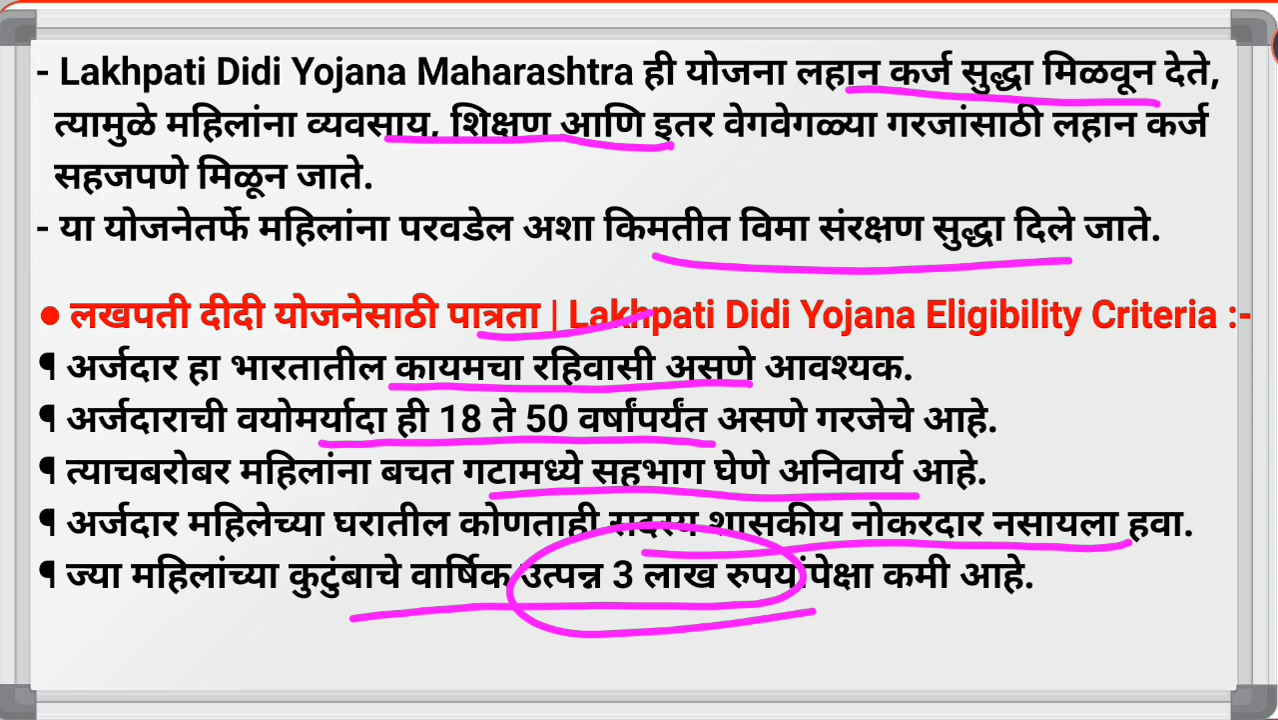 - Lakhpati Didi Yojana Maharashtra ही योजना लहान कर्ज सुद्धा मिळवून देते,
त्यामुळे महिलांना व्यवसाय, शिक्षण आणि इतर वेगवेगळ्या गरजांसाठी लहान कर्ज
सहजपणे मिळून जाते.
- या योजनेतर्फे महिलांना परवडेल अशा किमतीत विमा संरक्षण सुद्धा दिले जाते.
● लखपती दीदी योजनेसाठी पात्रता | Lakhpati Didi Yojana Eligibility Criteria :-
¶ अर्जदार हा भारतातील कायमचा रहिवासी असणे आवश्यक.
¶ अर्जदाराची वयोमर्यादा ही 18 ते 50 वर्षांपर्यंत असणे गरजेचे आहे.
¶ त्याचबरोबर महिलांना बचत गटामध्ये सहभाग घेणे अनिवार्य आहे.
¶ अर्जदार महिलेच्या घरातील कोणताही सदस्य शासकीय नोकरदार नसायला हवा.
¶ ज्या महिलांच्या कुटुंबाचे वार्षिक उत्पन्न 3 लाख रुपयांपेक्षा कमी आहे.